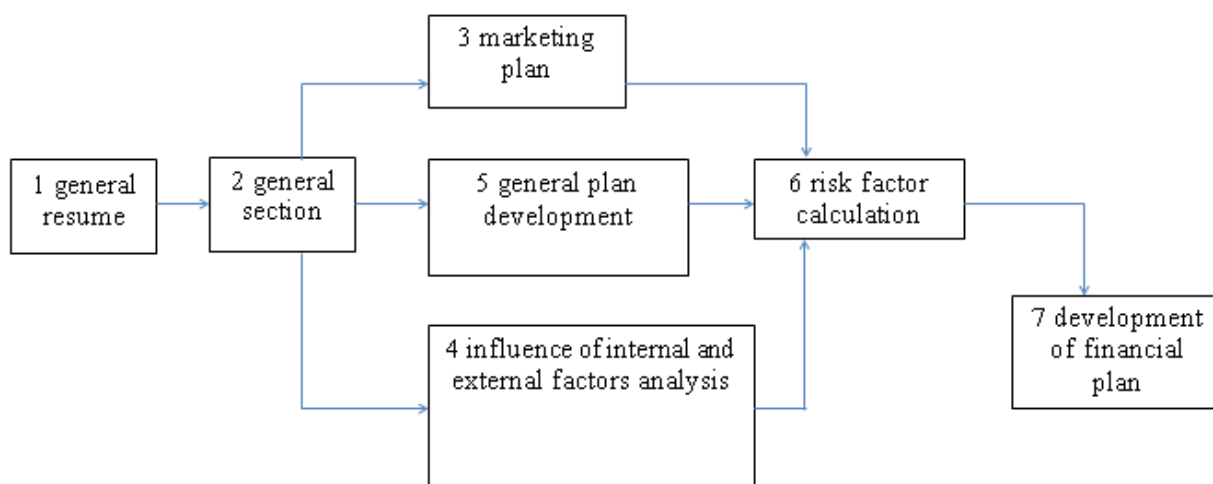 3 marketing
plan
1 general
resume
2 general
section
5 general plan
development
6 risk factor
calculation
4 influence of internal and
external factors analysis
7 development
of financial
plan